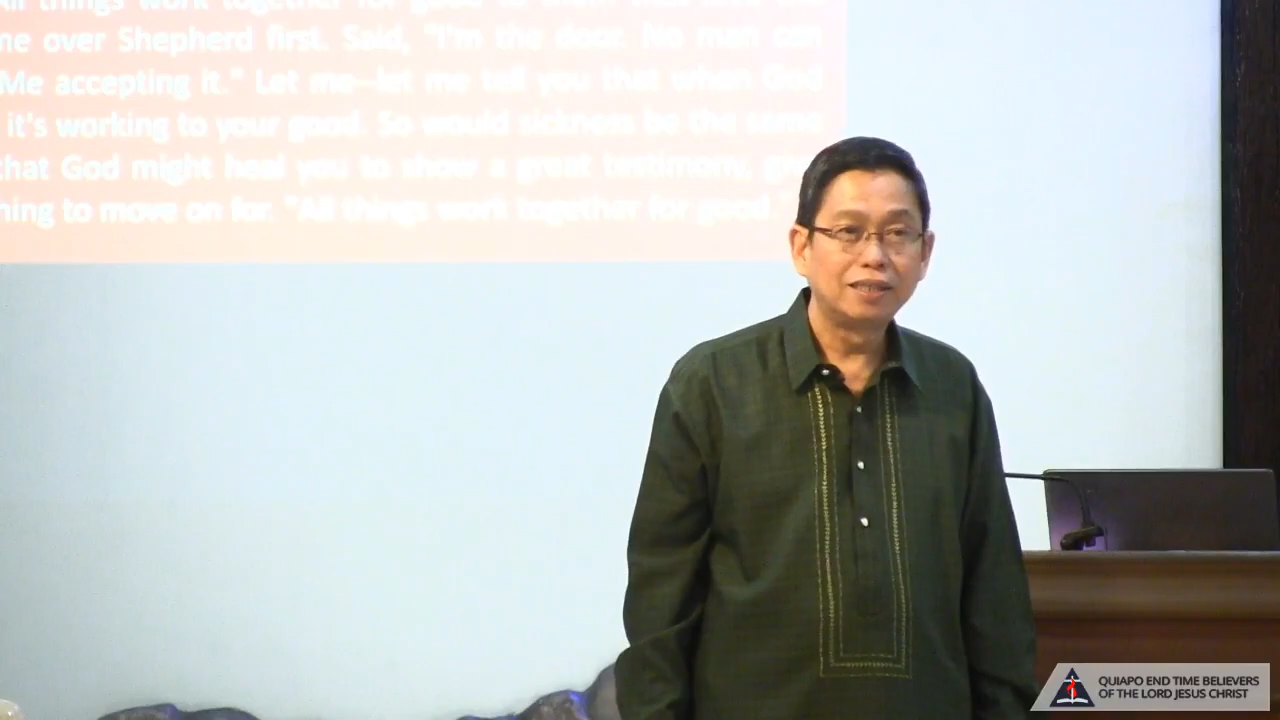 All things work together for good to them that
me over Shepherd first. Said, "I'm the door. No man can
Me accepting it." Let me--let me tell you that when God
it's working to your good. So would sickness be the same
that God might heal you to show a great testimony,
to move on for. "All things work together for good."
QUIAPO END TIME BELIEVERS
OF THE LORD JESUS CHRIST